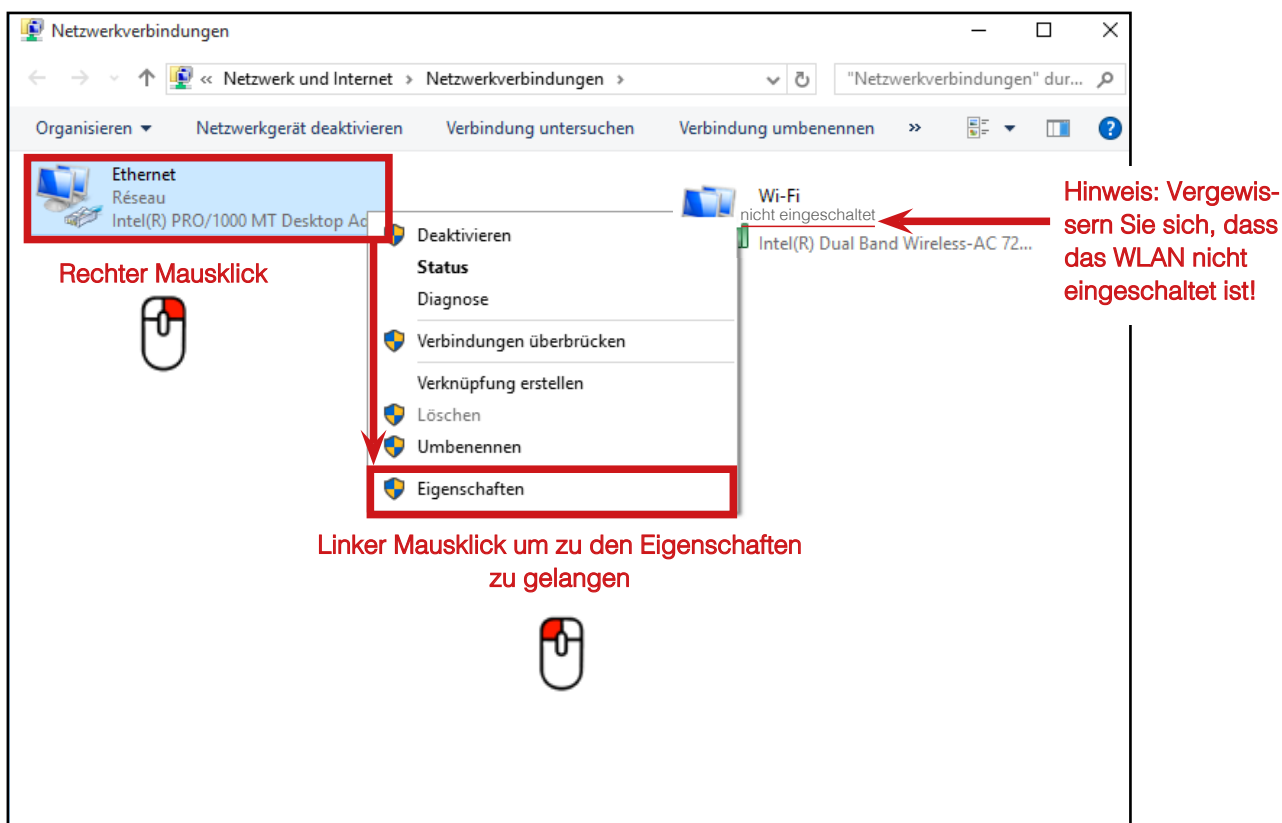 Netzwerkverbindungen
« Netzwerk und Internet › Netzwerkverbindungen ›
"Netzwerkverbindungen" dur...
Organisieren
Netzwerkgerät deaktivieren
Verbindung untersuchen
Verbindung umbenennen
»
Ethernet
Réseau
Intel(R) PRO/1000 MT Desktop Ad
Wi-Fi
nicht eingeschaltet
Intel(R) Dual Band Wireless-AC 72...
Hinweis: Vergewis-
sern Sie sich, dass
das WLAN nicht
eingeschaltet ist!
Rechter Mausklick
Deaktivieren
Status
Diagnose
Verbindungen überbrücken
Verknüpfung erstellen
Löschen
Umbenennen
Eigenschaften
Linker Mausklick um zu den Eigenschaften
zu gelangen